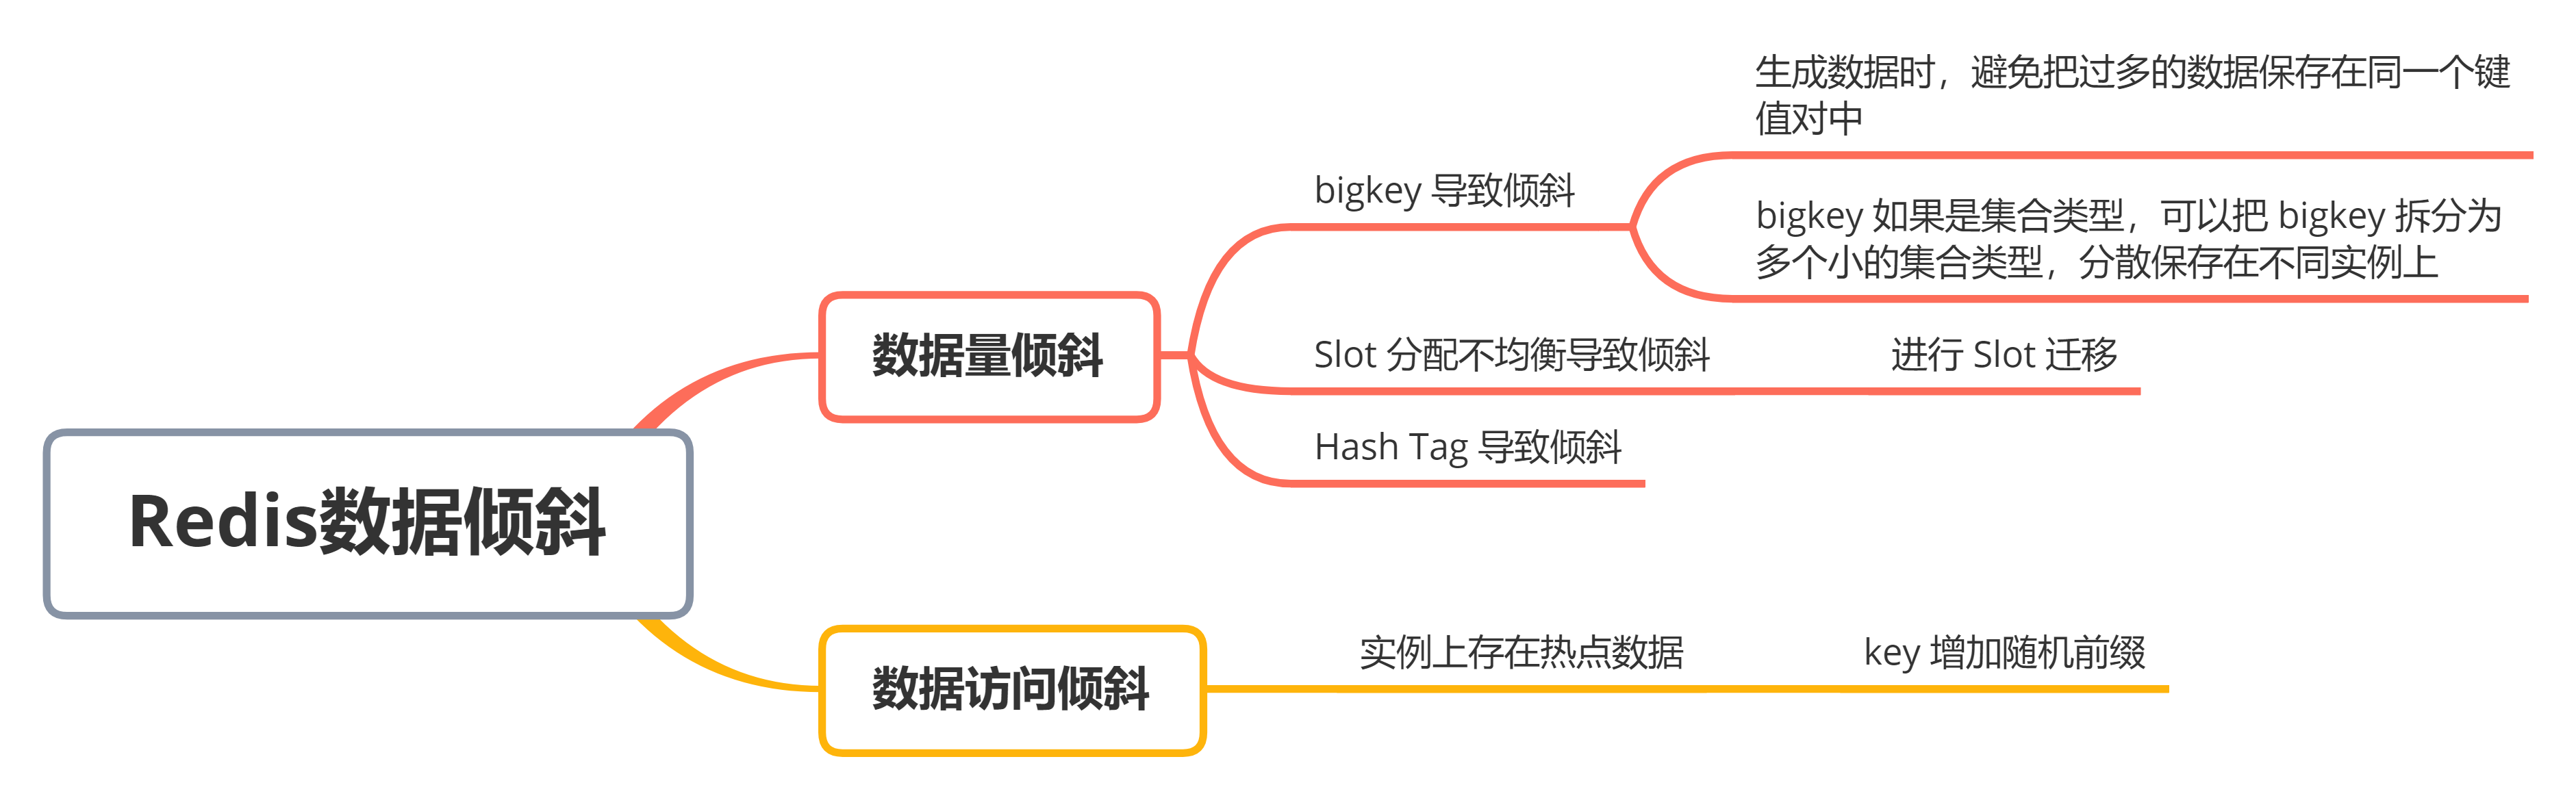 Redis数据倾斜
数据量倾斜
bigkey 导致倾斜
生成数据时，避免把过多的数据保存在同一个键
值对中
bigkey 如果是集合类型，可以把 bigkey 拆分为
多个小的集合类型，分散保存在不同实例上
Slot 分配不均衡导致倾斜
进行 Slot 迁移
Hash Tag 导致倾斜
数据访问倾斜
实例上存在热点数据
key 增加随机前缀